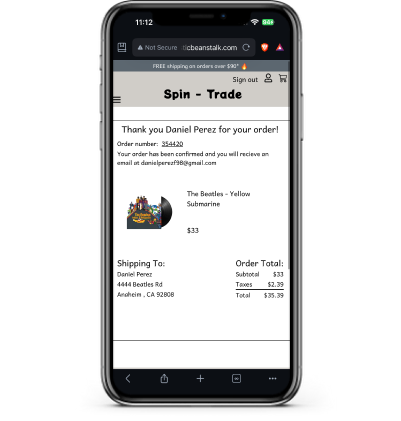 11:12
Not Secure
cbeanstalk.com
FREE shipping on orders over $90* 🔥
Sign out
Spin - Trade
Thank you Daniel Perez for your order!
Order number: 354420
Your order has been confirmed and you will recieve an
email at danielperezf98@gmail.com
The Beatles - Yellow
Submarine
$33
Shipping To:
Daniel Perez
4444 Beatles Rd
Anaheim , CA 92808
Order Total:
Subtotal $33
Taxes $2.39
Total $35.39